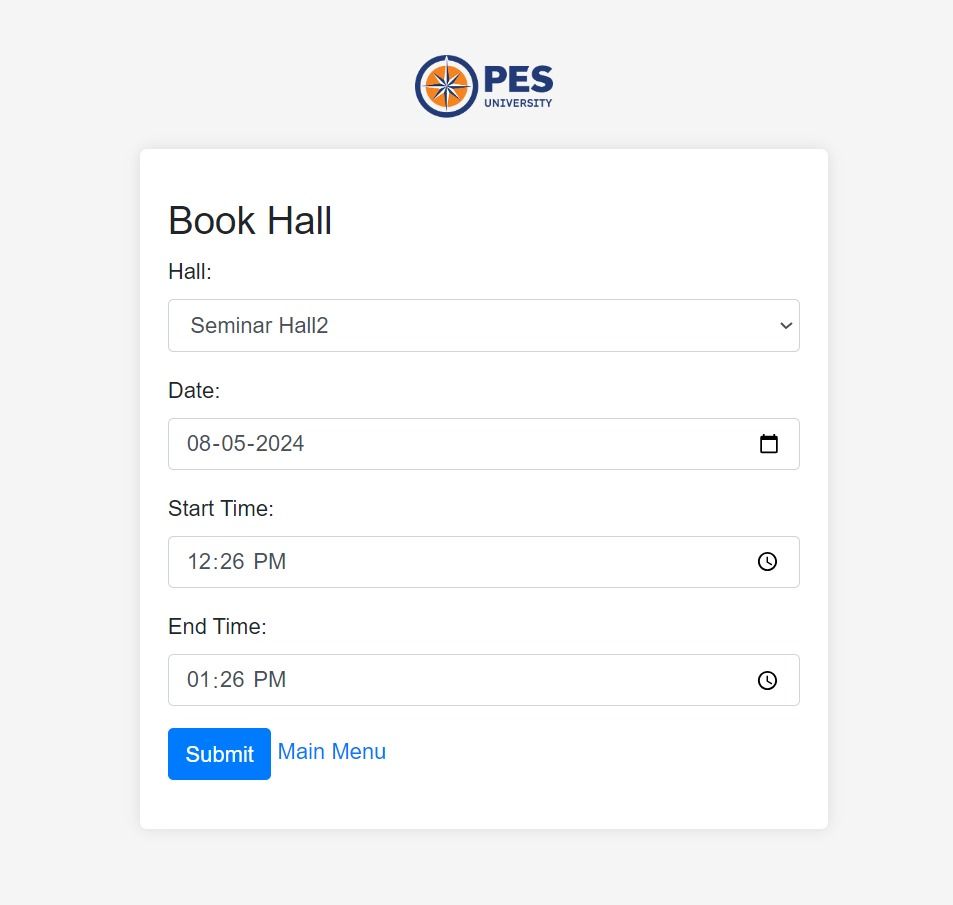 PES
UNIVERSITY
Book Hall
Hall:
Seminar Hall2
Date:
08-05-2024
Start Time:
12:26 PM
End Time:
01:26 PM
Submit Main Menu